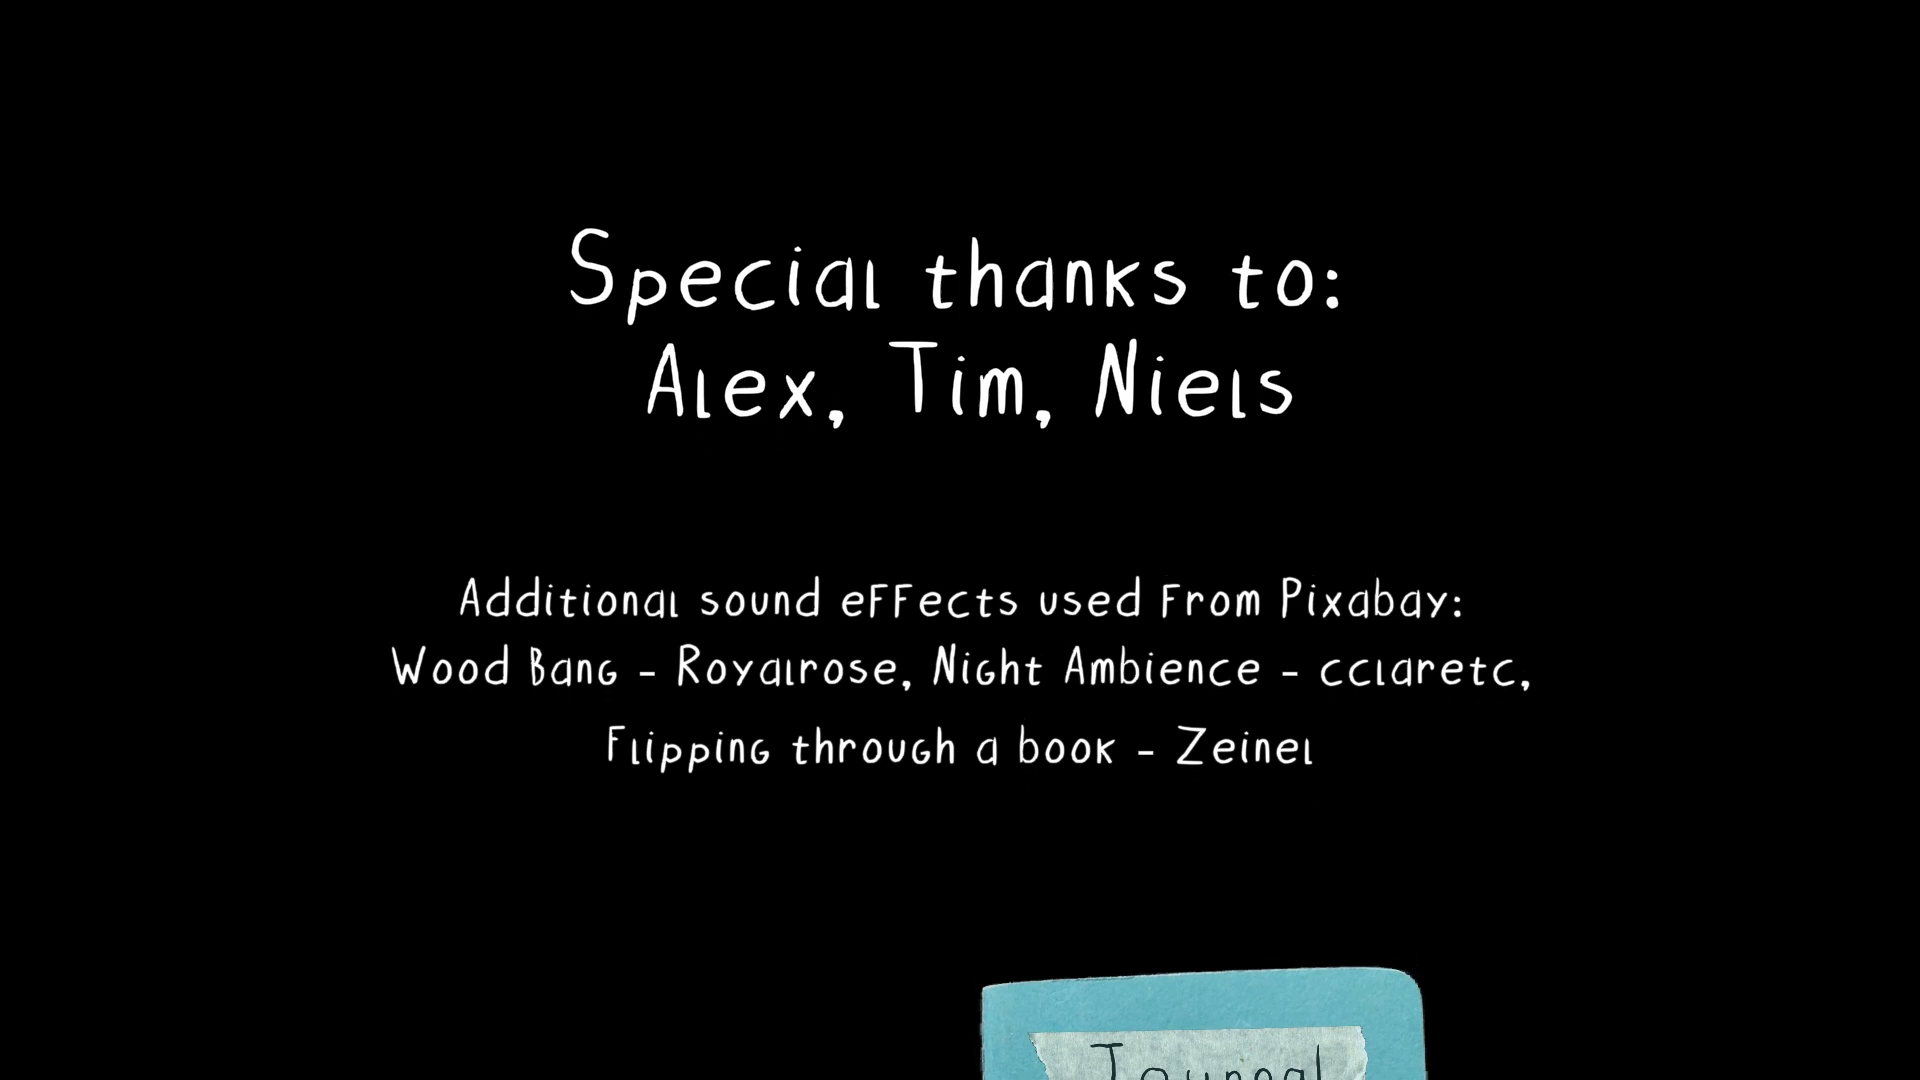 Special thanks to:
Alex, Tim, Niels
Additional sound effects used from Pixabay:
Wood Bang - Royalrose, Night Ambience - cclaretc,
Flipping through a book - Zeinel
Journal